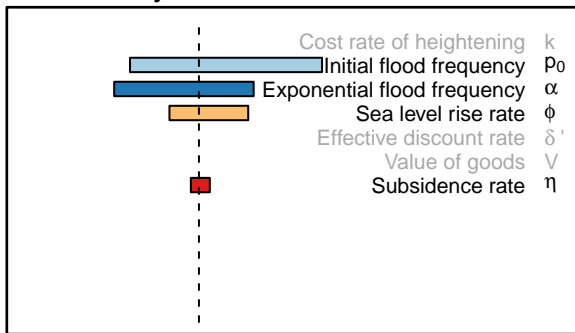 Cost rate of heightening k
Initial flood frequency p0
Exponential flood frequency α
Sea level rise rate ϕ
Effective discount rate δ'
Value of goods V
Subsidence rate η